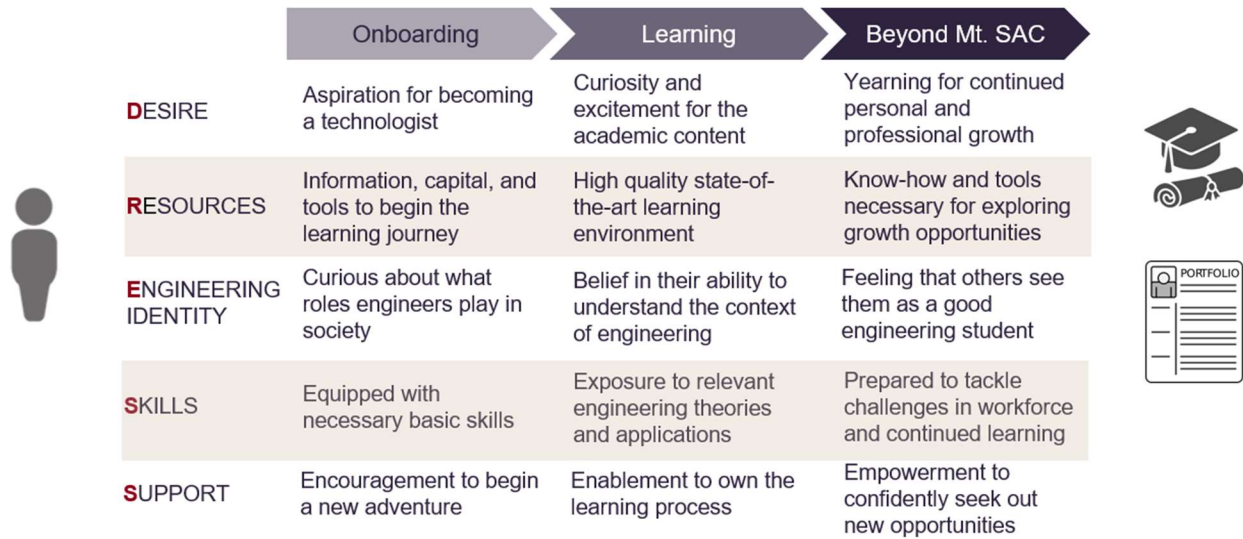 Onboarding
Learning
Beyond Mt. SAC
DESIRE
Aspiration for becoming
a technologist
Curiosity and
excitement for the
academic content
Yearning for continued
personal and
professional growth
RESOURCES
Information, capital, and
tools to begin the
learning journey
High quality state-of-
the-art learning
environment
Know-how and tools
necessary for exploring
growth opportunities
ENGINEERING
IDENTITY
Curious about what
roles engineers play in
society
Belief in their ability to
understand the context
of engineering
Feeling that others see
them as a good
engineering student
SKILLS
Equipped with
necessary basic skills
Exposure to relevant
engineering theories
and applications
Prepared to tackle
challenges in workforce
and continued learning
SUPPORT
Encouragement to begin
a new adventure
Enablement to own the
learning process
Empowerment to
confidently seek out
new opportunities
PORTFOLIO